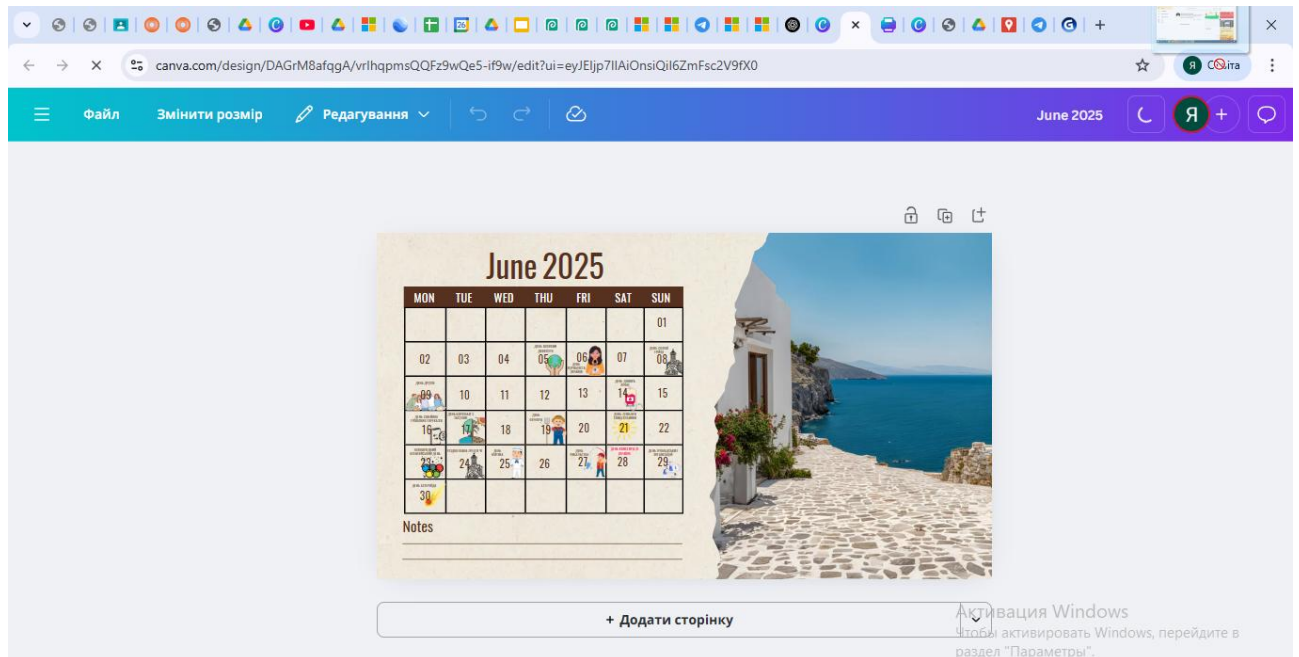 canva.com/design/DAGrM8afqgA/vrIhqpmsQQFz9wQe5-if9w/edit?ui=eyJEIjp7IlAiOnsiQiI6ZmFsc2V9fX0
Я
Файл Змінити розмір Редагування June 2025 Я +
June 2025
MON TUE WED THU FRI SAT SUN
01
02 03 04 05 06 07 08
09 10 11 12 13 14 15
16 17 18 19 20 21 22
23 24 25 26 27 28 29
30
Notes
+ Додати сторінку
Активация Windows
Чтобы активировать Windows, перейдите в
раздел "Параметры".